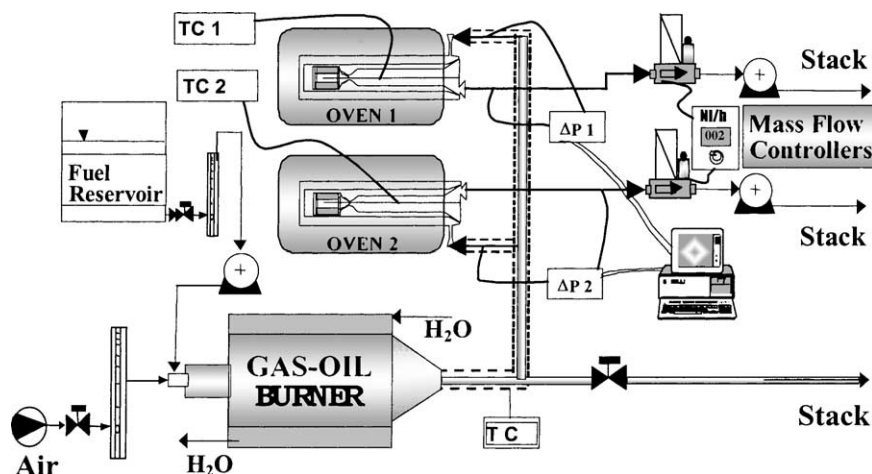 TC 1
TC 2
OVEN 1
OVEN 2
Fuel
Reservoir
ΔP 1
ΔP 2
Nl/h
002
Mass Flow
Controllers
Stack
Stack
H₂O
GAS-OIL
BURNER
H₂O
Air
T C
Stack